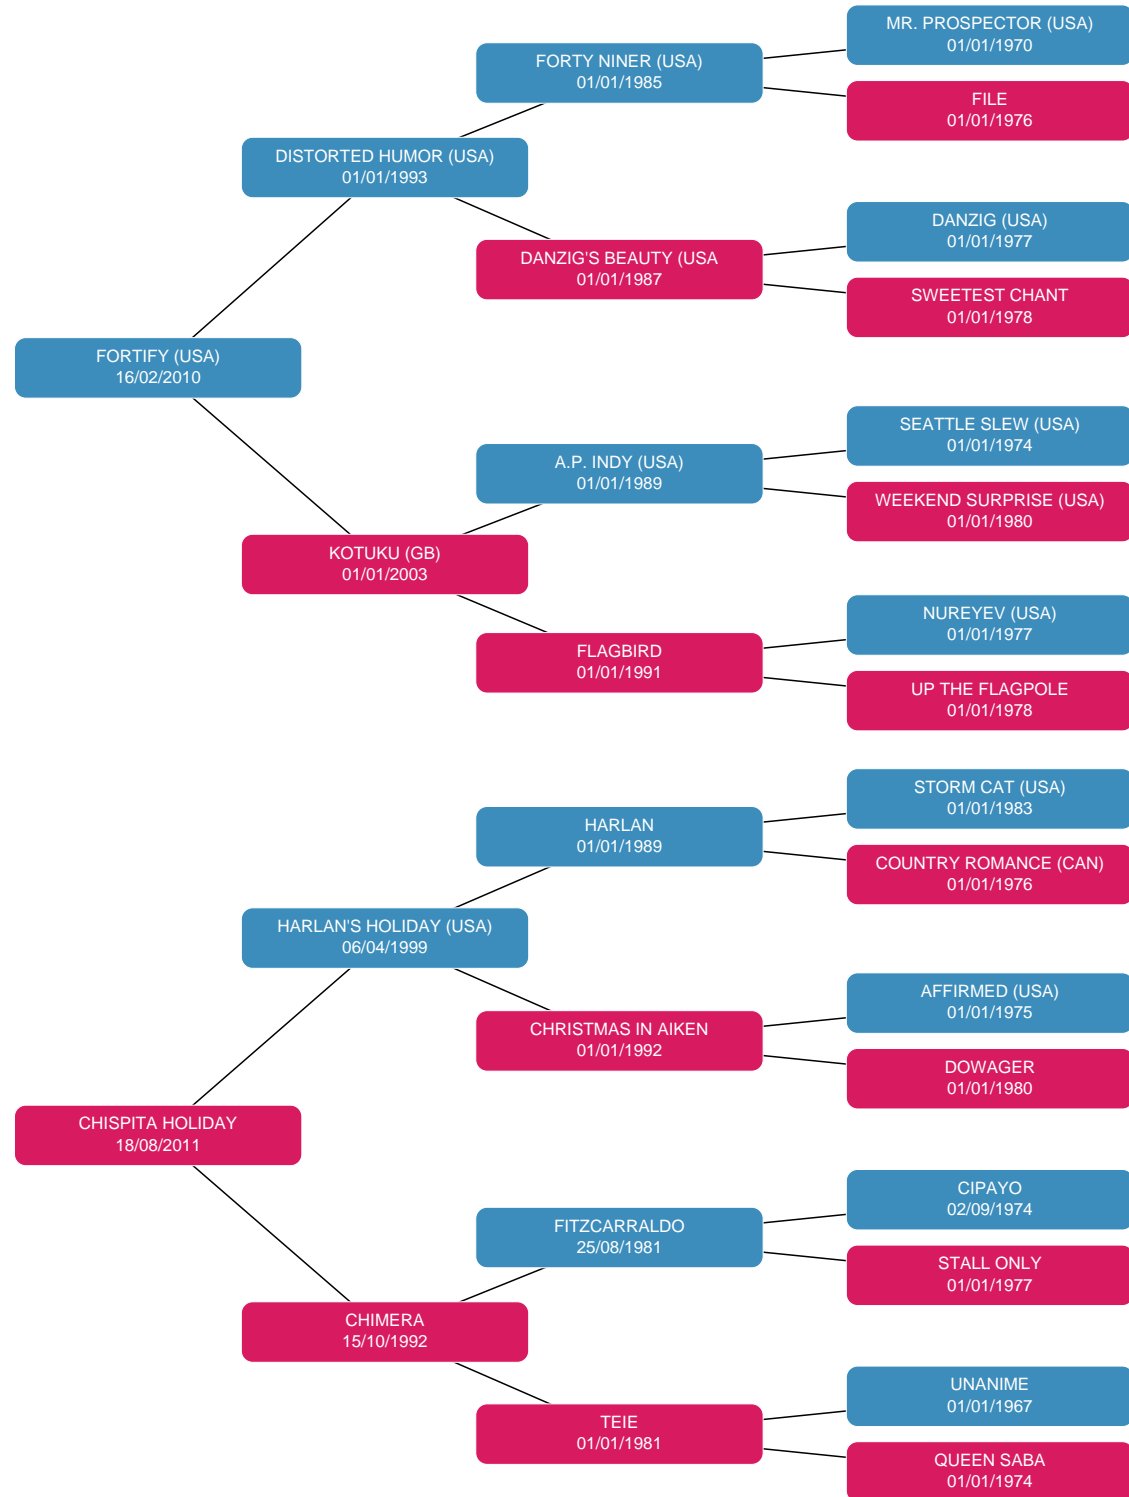 MR. PROSPECTOR (USA)
01/01/1970
FORTY NINER (USA)
01/01/1985
FILE
01/01/1976
DISTORTED HUMOR (USA)
01/01/1993
DANZIG (USA)
01/01/1977
DANZIG'S BEAUTY (USA
01/01/1987
SWEETEST CHANT
01/01/1978
FORTIFY (USA)
16/02/2010
SEATTLE SLEW (USA)
01/01/1974
A.P. INDY (USA)
01/01/1989
WEEKEND SURPRISE (USA)
01/01/1980
KOTUKU (GB)
01/01/2003
NUREYEV (USA)
01/01/1977
FLAGBIRD
01/01/1991
UP THE FLAGPOLE
01/01/1978
STORM CAT (USA)
01/01/1983
HARLAN
01/01/1989
COUNTRY ROMANCE (CAN)
01/01/1976
HARLAN'S HOLIDAY (USA)
06/04/1999
AFFIRMED (USA)
01/01/1975
CHRISTMAS IN AIKEN
01/01/1992
DOWAGER
01/01/1980
CHISPITA HOLIDAY
18/08/2011
CIPAYO
02/09/1974
FITZCARRALDO
25/08/1981
STALL ONLY
01/01/1977
CHIMERA
15/10/1992
UNANIME
01/01/1967
TEIE
01/01/1981
QUEEN SABA
01/01/1974